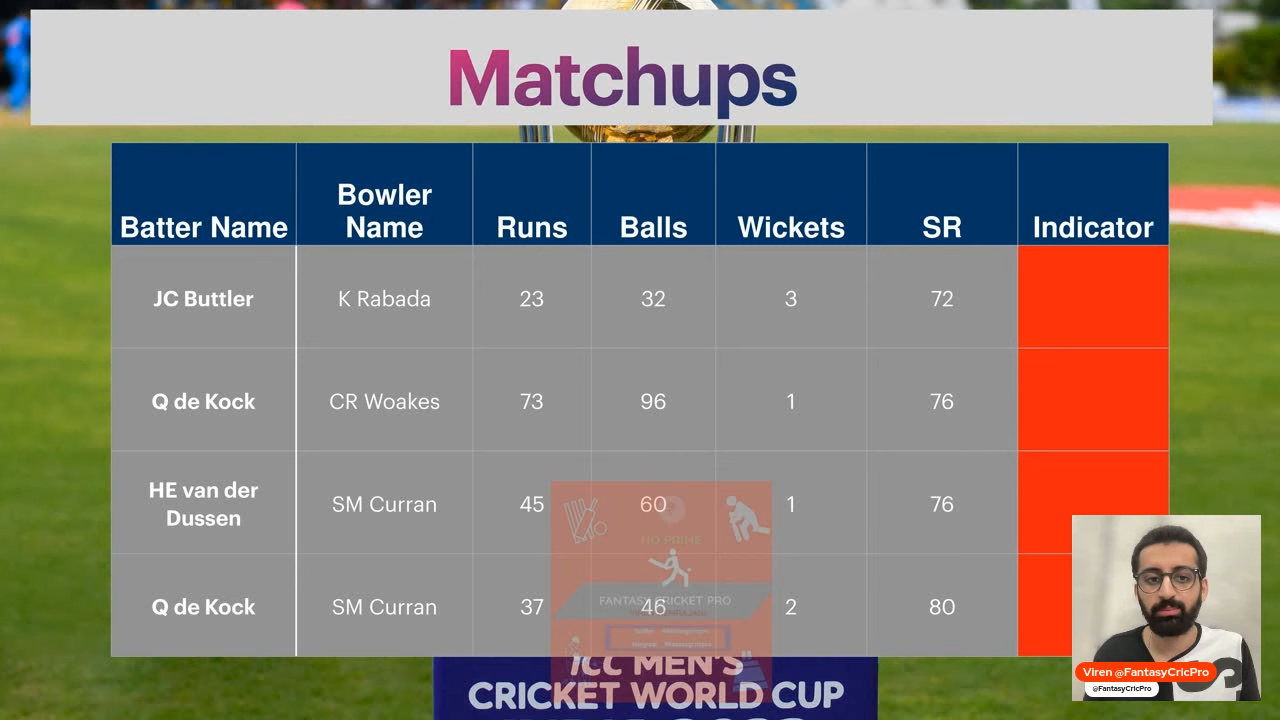 Matchups
Batter Name Bowler Name Runs Balls Wickets SR Indicator
JC Buttler K Rabada 23 32 3 72
Q de Kock CR Woakes 73 96 1 76
HE van der Dussen SM Curran 45 60 1 76
Q de Kock SM Curran 37 46 2 80
NO PRIME
FANTASY CRICKET PRO
ICC MEN'S
CRICKET WORLD CUP
Viren @FantasyCricPro
@FantasyCricPro